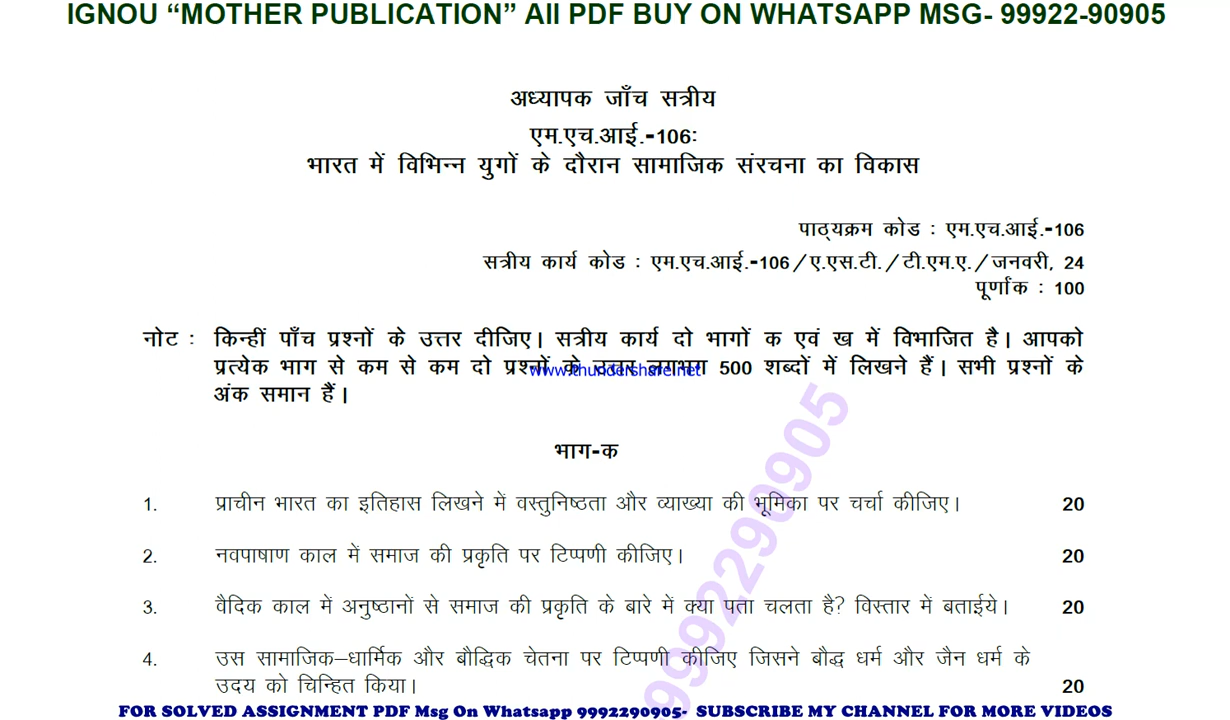 IGNOU “MOTHER PUBLICATION” All PDF BUY ON WHATSAPP MSG- 99922-90905
अध्यापक जाँच सत्रीय
एम.एच.आई.-106:
भारत में विभिन्न युगों के दौरान सामाजिक संरचना का विकास
पाठ्यक्रम कोड : एम.एच.आई.-106
सत्रीय कार्य कोड : एम.एच.आई.-106/ए.एस.टी./टी.एम.ए./जनवरी, 24
पूर्णांक : 100
नोट : किन्हीं पाँच प्रश्नों के उत्तर दीजिए। सत्रीय कार्य दो भागों क एवं ख में विभाजित है। आपको
प्रत्येक भाग से कम से कम दो प्रश्नों के उत्तर लगभग 500 शब्दों में लिखने हैं। सभी प्रश्नों के
www.thundershare.net
अंक समान हैं।
भाग-क
1. प्राचीन भारत का इतिहास लिखने में वस्तुनिष्ठता और व्याख्या की भूमिका पर चर्चा कीजिए। 20
2. नवपाषाण काल में समाज की प्रकृति पर टिप्पणी कीजिए। 20
3. वैदिक काल में अनुष्ठानों से समाज की प्रकृति के बारे में क्या पता चलता है? विस्तार में बताईये। 20
4. उस सामाजिक–धार्मिक और बौद्धिक चेतना पर टिप्पणी कीजिए जिसने बौद्ध धर्म और जैन धर्म के
उदय को चिन्हित किया। 20
9992290905
FOR SOLVED ASSIGNMENT PDF Msg On Whatsapp 9992290905- SUBSCRIBE MY CHANNEL FOR MORE VIDEOS